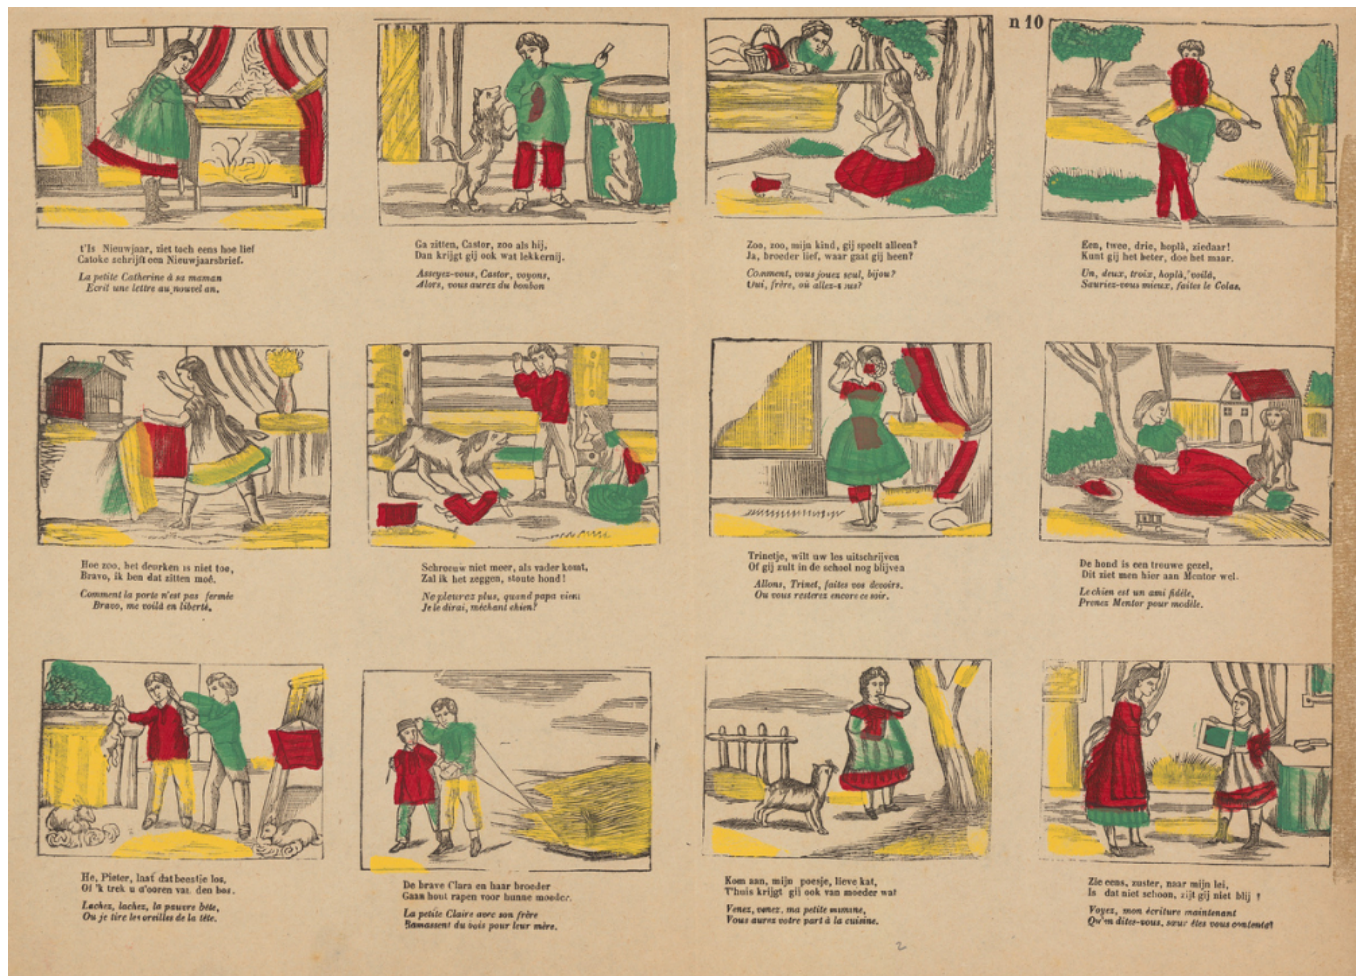 n 10
t'Is Nieuwjaar, ziet toch eens hoe lief
Catoke schrijft een Nieuwjaarsbrief.
La petite Catherine à sa maman
Ecrit une lettre au nouvel an.
Ga zitten, Castor, zoo als hij,
Dan krijgt gij ook wat lekkernij.
Asseyez-vous, Castor, voyons,
Alors, vous aurez du bonbon
Zoo, zoo, mijn kind, gij speelt alleen?
Ja, broeder lief, waar gaat gij heen?
Comment, vous jouez seul, bijou?
Oui, frère, où allez-
Een, twee, drie, hoplà, ziedaar!
Kunt gij het beter, doe het maar.
Un, deux, troix, hoplà, voilà,
Sauriez-vous mieux, faites le Colas.
Hoe zoo, het deurken is niet toe,
Bravo, ik ben dat zitten moê.
Comment la porte n'est pas fermée
Bravo, me voilà en liberté.
Schreeuw niet meer, als vader komt,
Zal ik het zeggen, stoute hond!
Ne pleurez plus, quand papa vient
Je le dirai, méchant chien?
Trinetje, wilt uw les uitschrijven
Of gij zult in de school nog blijven
Allons, Trinet, faites vos devoirs.
Ou vous resterez encore ce soir.
De hond is een trouwe gezel,
Dit ziet men hier aan Mentor wel.
Le chien est un ami fidèle,
Prenez Mentor pour modèle.
He, Pieter, laat dat beestje los,
Of 'k trek u d'ooren van den bos.
Lachez, lachez, la pauvre bête,
Ou je tire les oreilles de la tête.
De brave Clara en haar broeder
Gaan hout rapen voor hunne moeder.
La petite Claire avec son frère
Ramassent du bois pour leur mère.
Kom aan, mijn poesje, lieve kat,
T'huis krijgt gij ook van moeder wat
Venez, venez, ma petite mimine,
Vous aurez votre part à la cuisine.
Zie eens, zuster, naar mijn lei,
Is dat niet schoon, zijt gij niet blij !
Voyez, mon écriture maintenant
Qu'en dites-vous, sœur êtes vous contente?
2